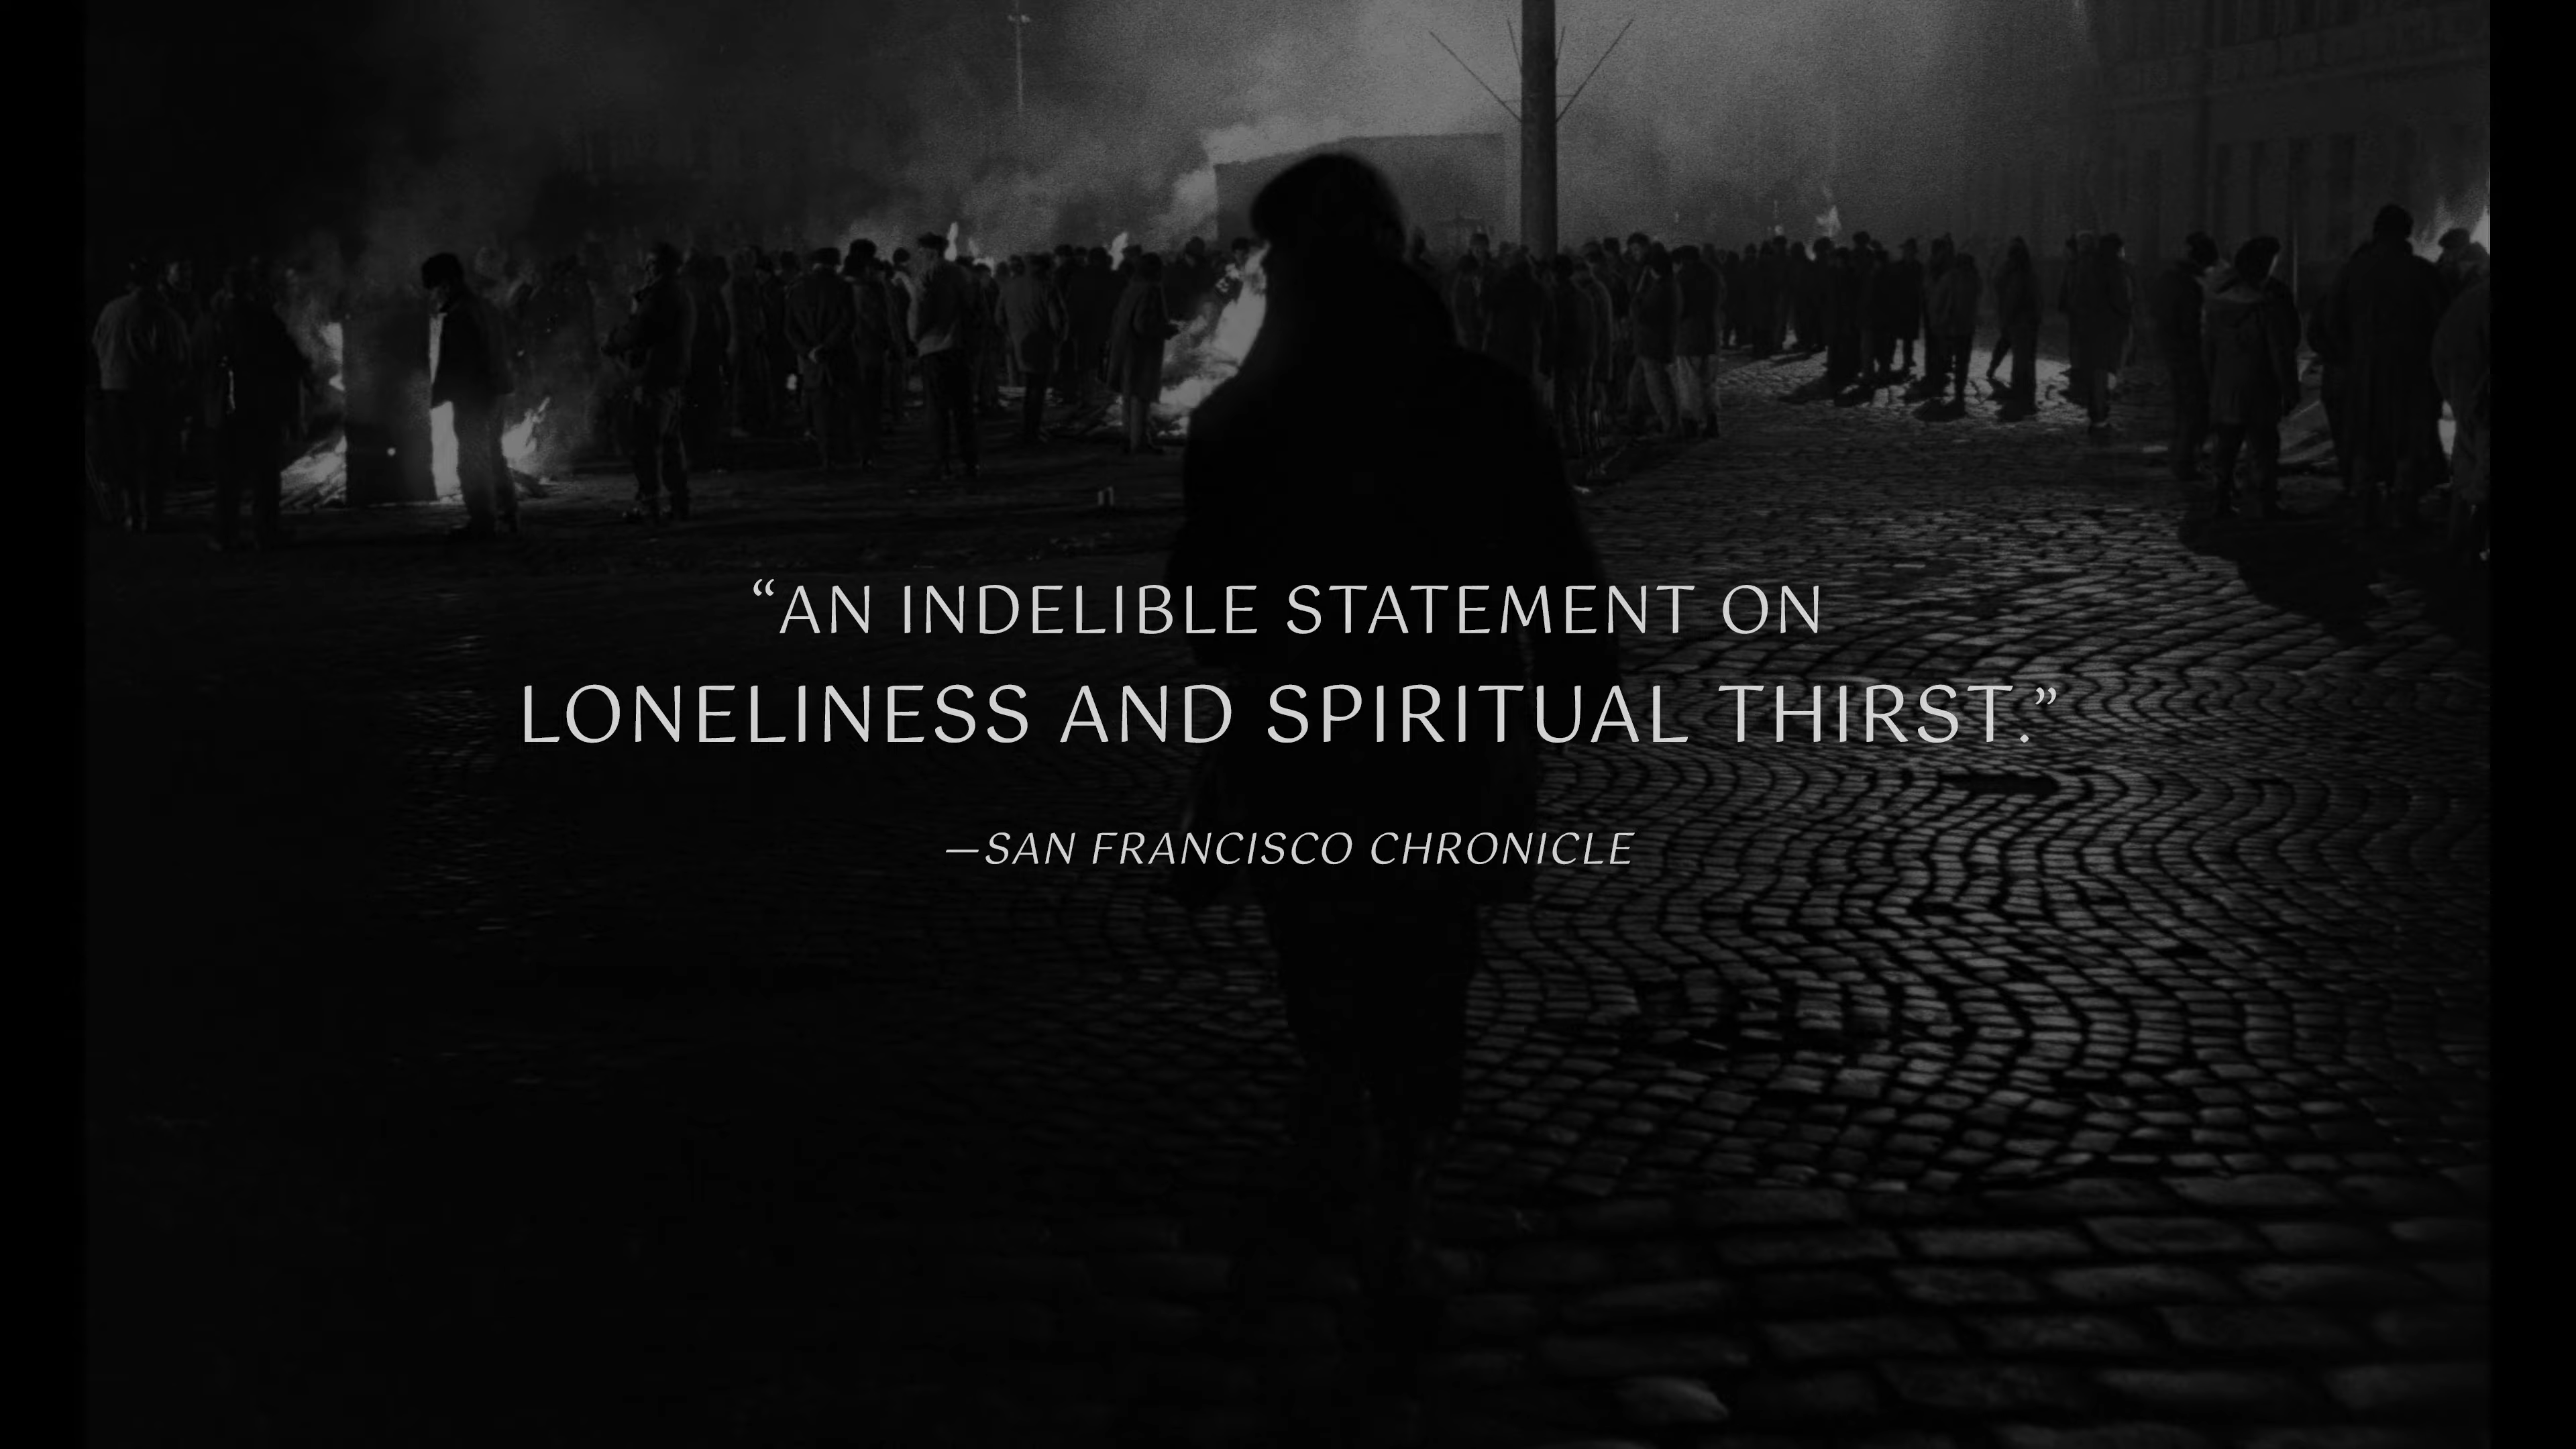 “AN INDELIBLE STATEMENT ON
LONELINESS AND SPIRITUAL THIRST.”
—SAN FRANCISCO CHRONICLE